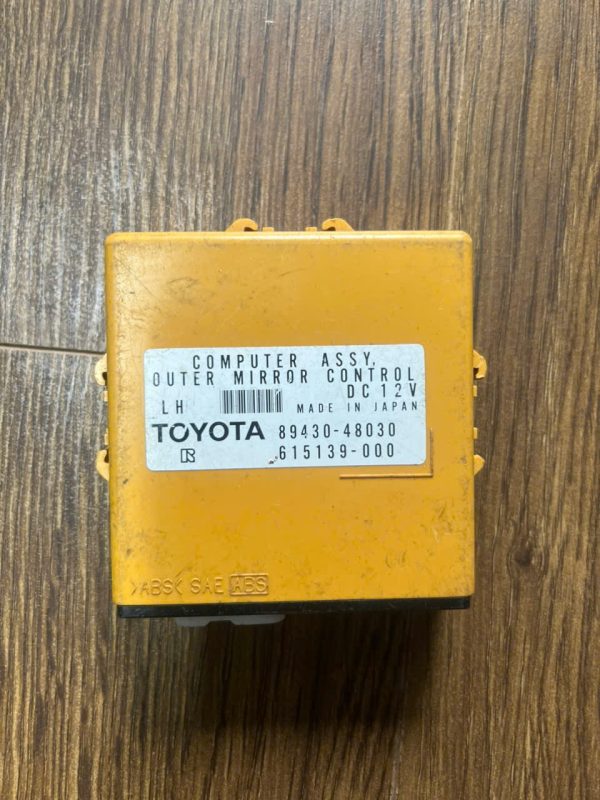 COMPUTER ASSY,
OUTER MIRROR CONTROL
DC 12V
LH MADE IN JAPAN
TOYOTA 89430-48030
R 615139-000
>ABS< SAE ABS